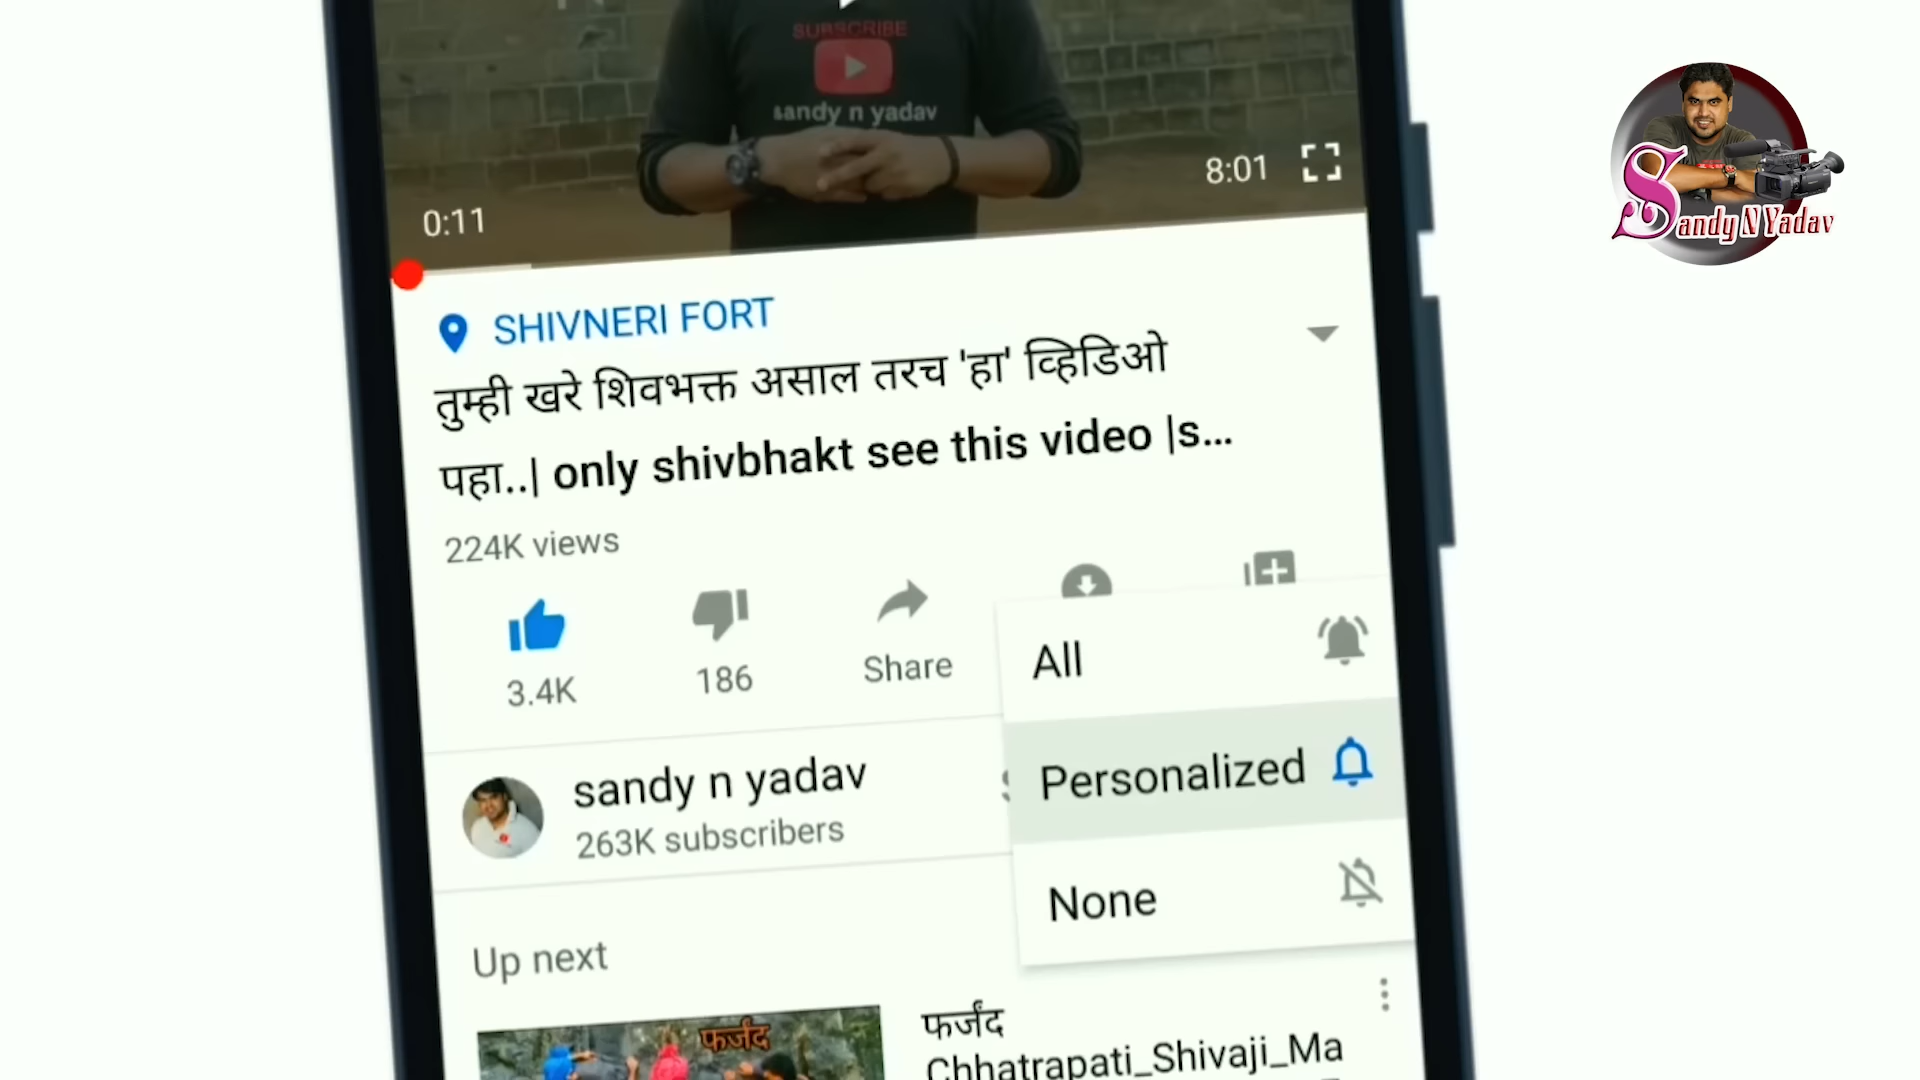 SUBSCRIBE
sandy n yadav
8:01
0:11
Sandy N Yadav
SHIVNERI FORT
तुम्ही खरे शिवभक्त असाल तरच 'हा' व्हिडिओ
पहा..| only shivbhakt see this video |s...
224K views
3.4K
186
Share
All
Personalized
None
sandy n yadav
263K subscribers
Up next
फर्जंद
फर्जंद
Chhatrapati_Shivaji_Ma